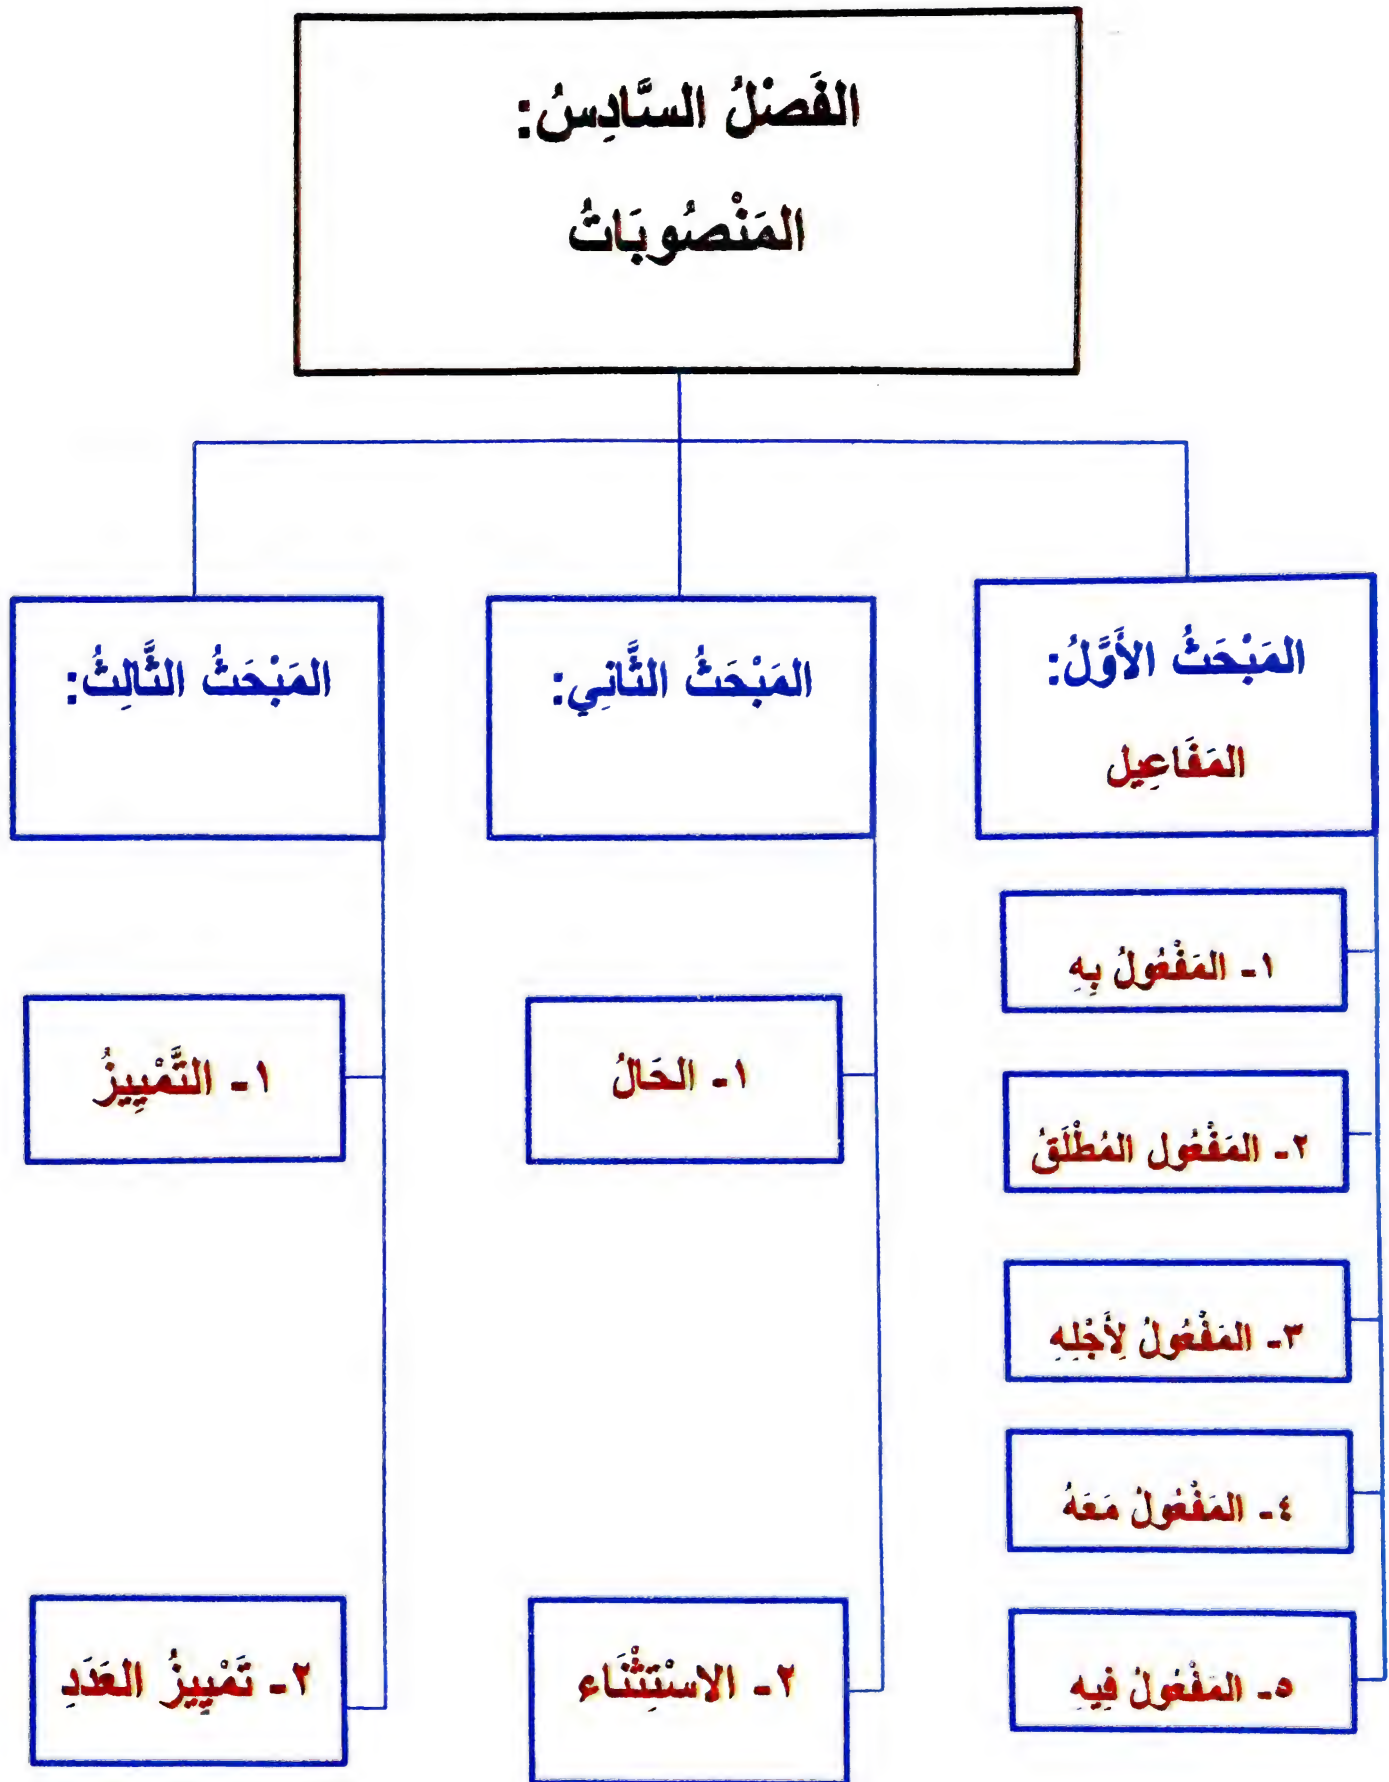 الفَصْلُ السَّادِسُ:
المَنْصُوبَاتُ
المَبْحَثُ الأَوَّلُ:
المَفَاعِيل
١- المَفْعُولُ بِهِ
٢- المَفْعُول المُطْلَقُ
٣- المَفْعُولُ لِأَجْلِهِ
٤- المَفْعُولُ مَعَهُ
٥- المَفْعُولُ فِيهِ
المَبْحَثُ الثَّانِي:
١- الحَالُ
٢- الاسْتِثْنَاء
المَبْحَثُ الثَّالِثُ:
١- التَّمْيِيزُ
٢- تَمْيِيزُ العَدَدِ